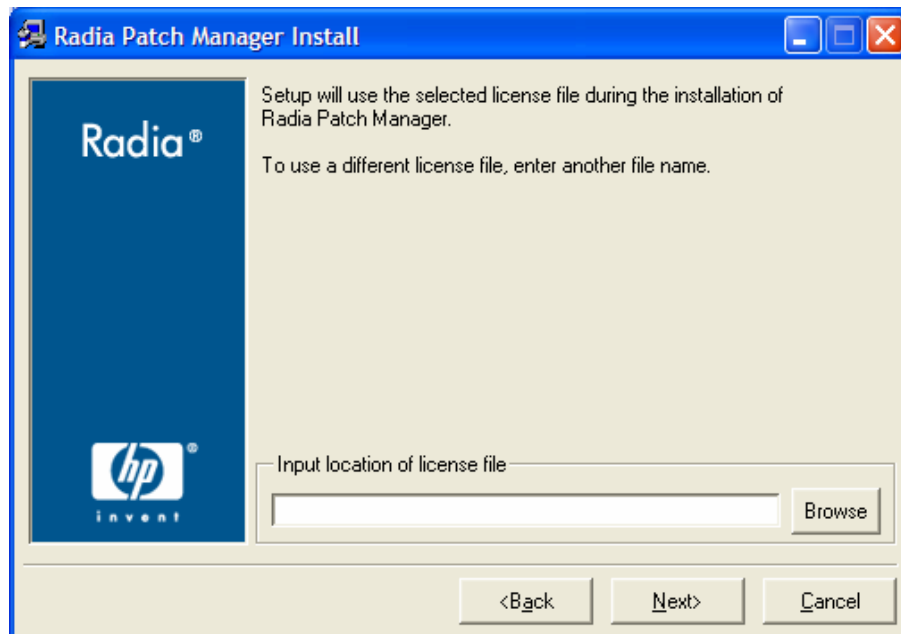 Radia Patch Manager Install
Radia®
Setup will use the selected license file during the installation of
Radia Patch Manager.
To use a different license file, enter another file name.
hp®
invent
Input location of license file
Browse
<Back
Next>
Cancel